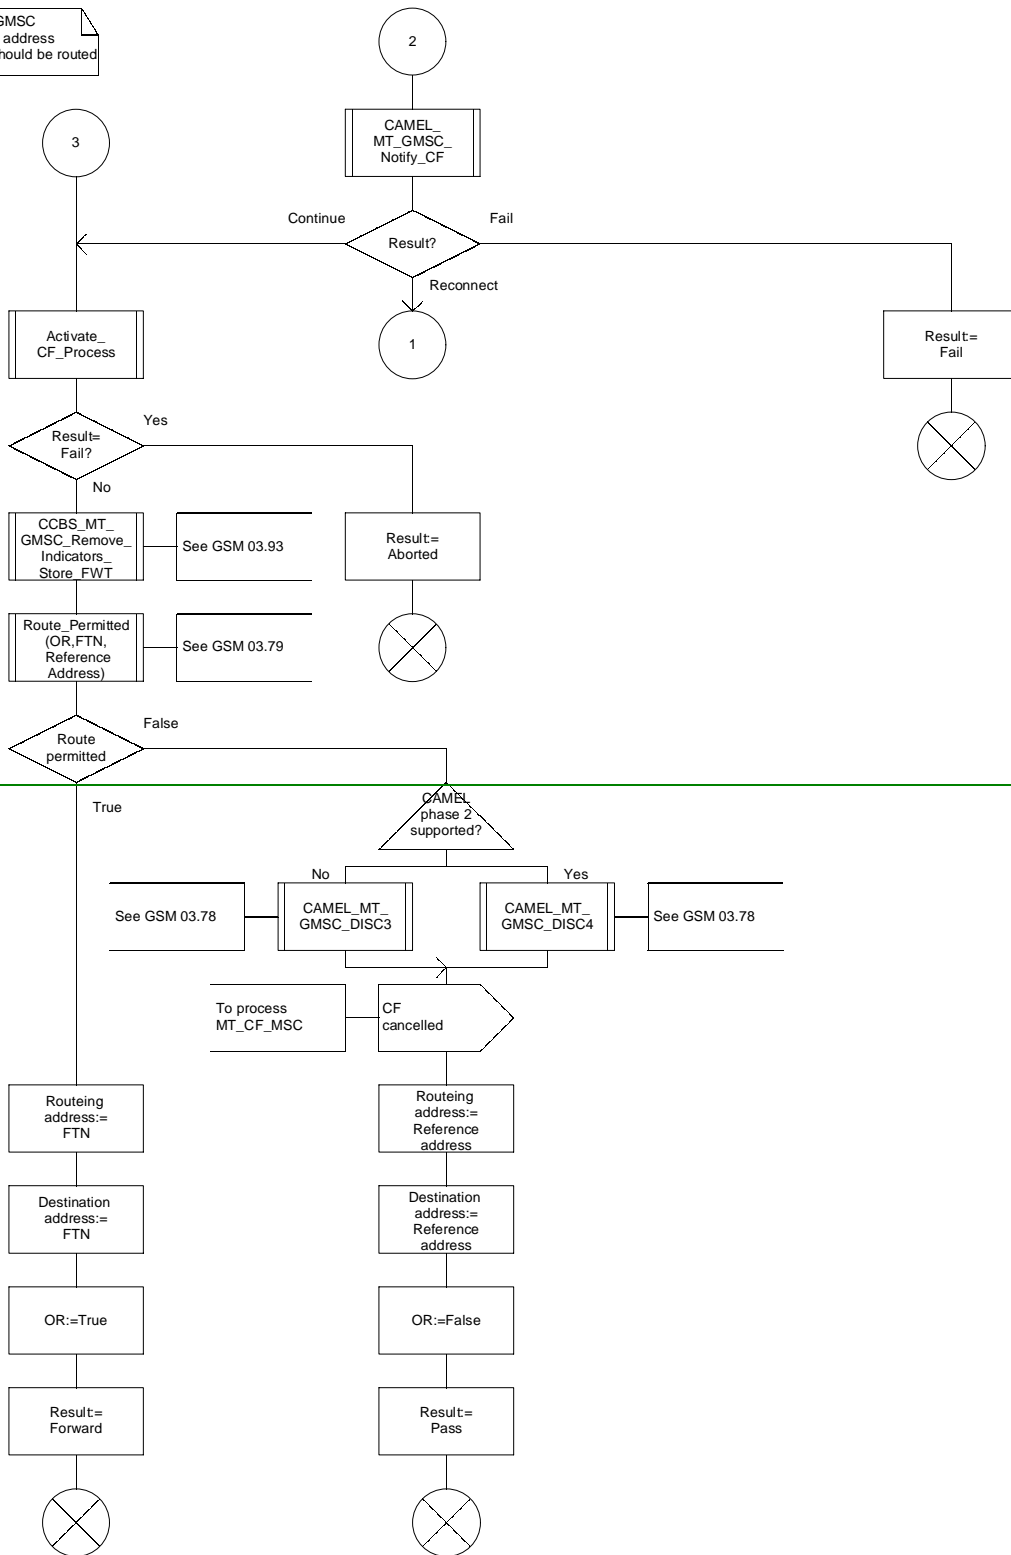 GMSC
address
hould be routed
2
3
CAMEL_
MT_GMSC_
Notify_CF
Continue
Fail
Result?
Reconnect
1
Activate_
CF_Process
Result:=
Fail
Yes
Result=
Fail?
No
CCBS_MT_
GMSC_Remove_
Indicators_
Store_FWT
See GSM 03.93
Result:=
Aborted
Route_Permitted
(OR,FTN,
Reference
Address)
See GSM 03.79
False
Route
permitted
True
CAMEL
phase 2
supported?
No
Yes
See GSM 03.78
CAMEL_MT_
GMSC_DISC3
CAMEL_MT_
GMSC_DISC4
See GSM 03.78
To process
MT_CF_MSC
CF
cancelled
Routeing
address:=
FTN
Routeing
address:=
Reference
address
Destination
address:=
FTN
Destination
address:=
Reference
address
OR:=True
OR:=False
Result:=
Forward
Result:=
Pass